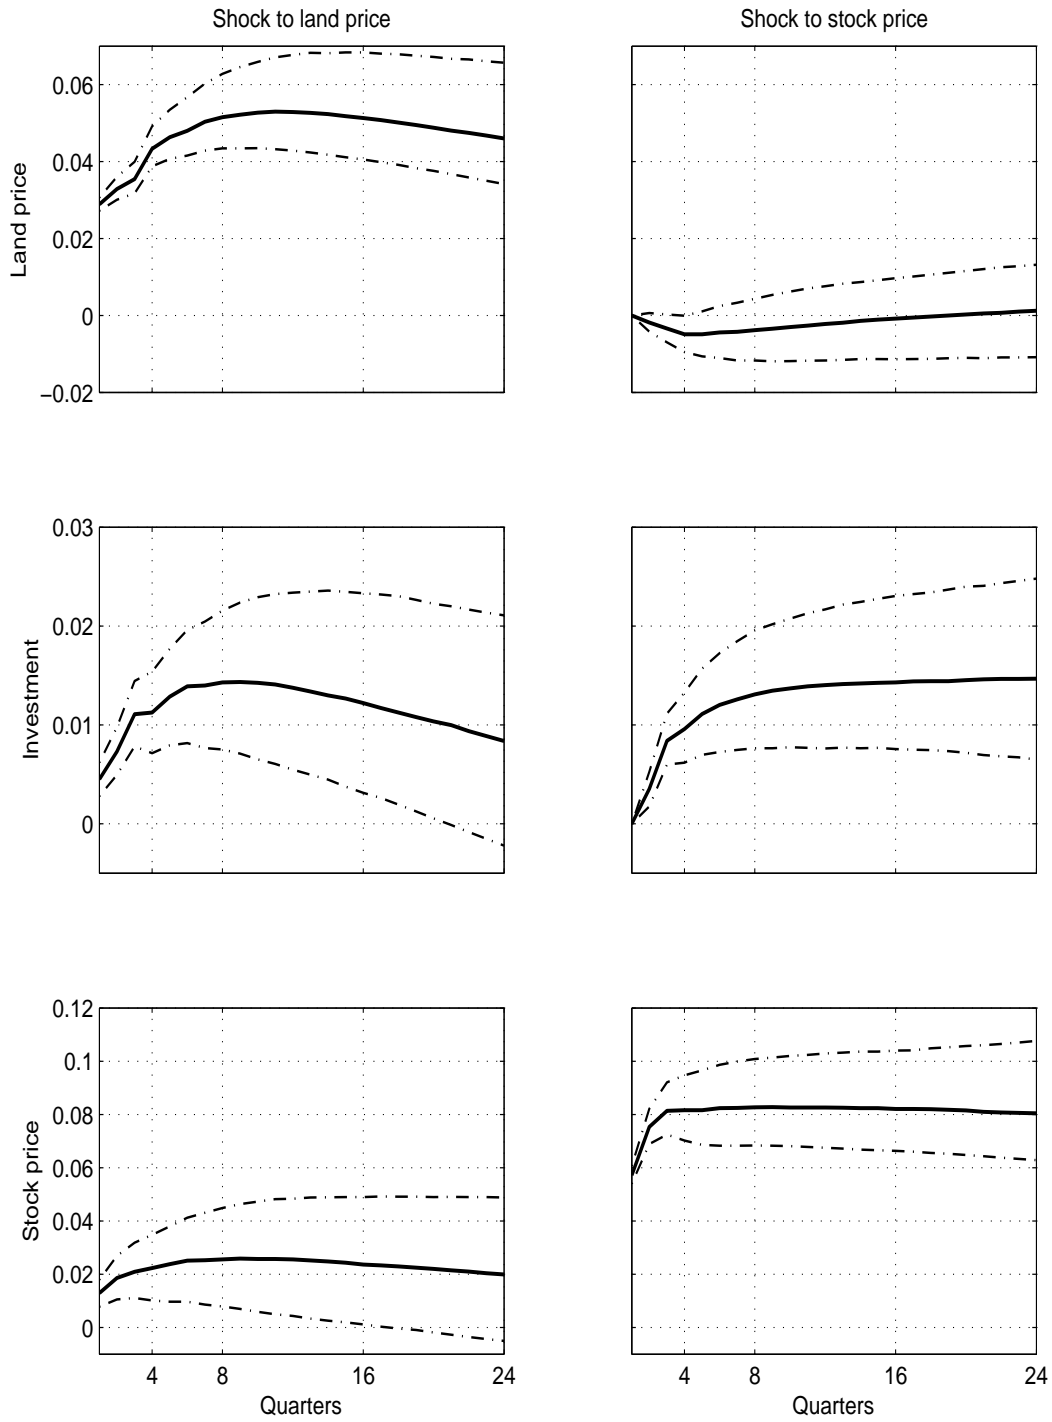 Shock to land price
Shock to stock price
0.06
0.04
0.02
0
−0.02
Land price
0.03
0.02
0.01
0
Investment
0.12
0.1
0.08
0.06
0.04
0.02
0
Stock price
4 8 16 24
4 8 16 24
Quarters
Quarters